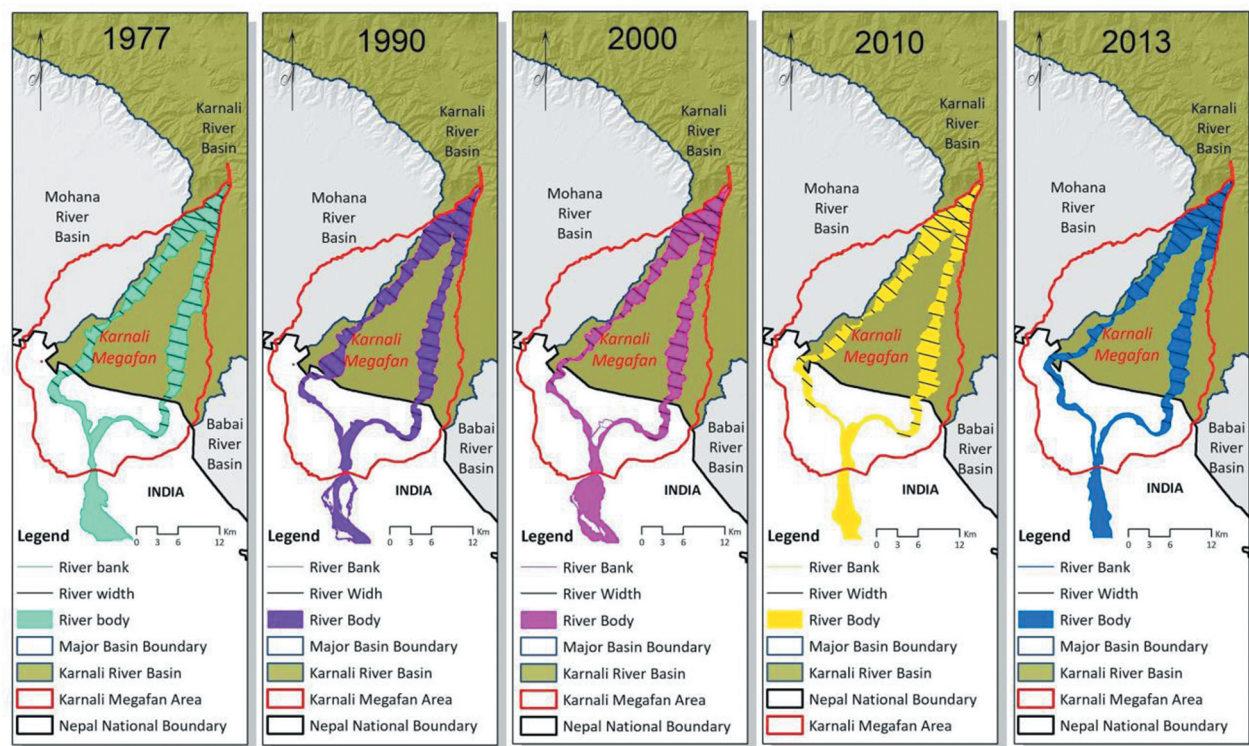 1977
Karnali
River
Basin
Mohana
River
Basin
Karnali
Megafan
Babai
River
Basin
INDIA
Legend
0 3 6 12 Km
River bank
River width
River body
Major Basin Boundary
Karnali River Basin
Karnali Megafan Area
Nepal National Boundary
1990
Karnali
River
Basin
Mohana
River
Basin
Karnali
Megafan
Babai
River
Basin
INDIA
Legend
0 3 6 12 Km
River Bank
River Widh
River Body
Major Basin Boundary
Karnali River Basin
Karnali Megafan Area
Nepal National Boundary
2000
Karnali
River
Basin
Mohana
River
Basin
Karnali
Megafan
Babai
River
Basin
INDIA
Legend
0 3 6 12 Km
River Bank
River Width
River Body
Major Basin Boundary
Karnali River Basin
Karnali Megafan Area
Nepal National Boundary
2010
Karnali
River
Basin
Mohana
River
Basin
Karnali
Megafan
Babai
River
Basin
INDIA
Legend
0 3 6 12 Km
River Bank
River Width
River Body
Major Basin Boundary
Karnali River Basin
Nepal National Boundary
Karnali Megafan Area
2013
Karnali
River
Basin
Mohana
River
Basin
Karnali
Megafan
Babai
River
Basin
INDIA
Legend
0 3 6 12 Km
River Bank
River Width
River Body
Major Basin Boundary
Karnali River Basin
Karnali Megafan Area
Nepal National Boundary